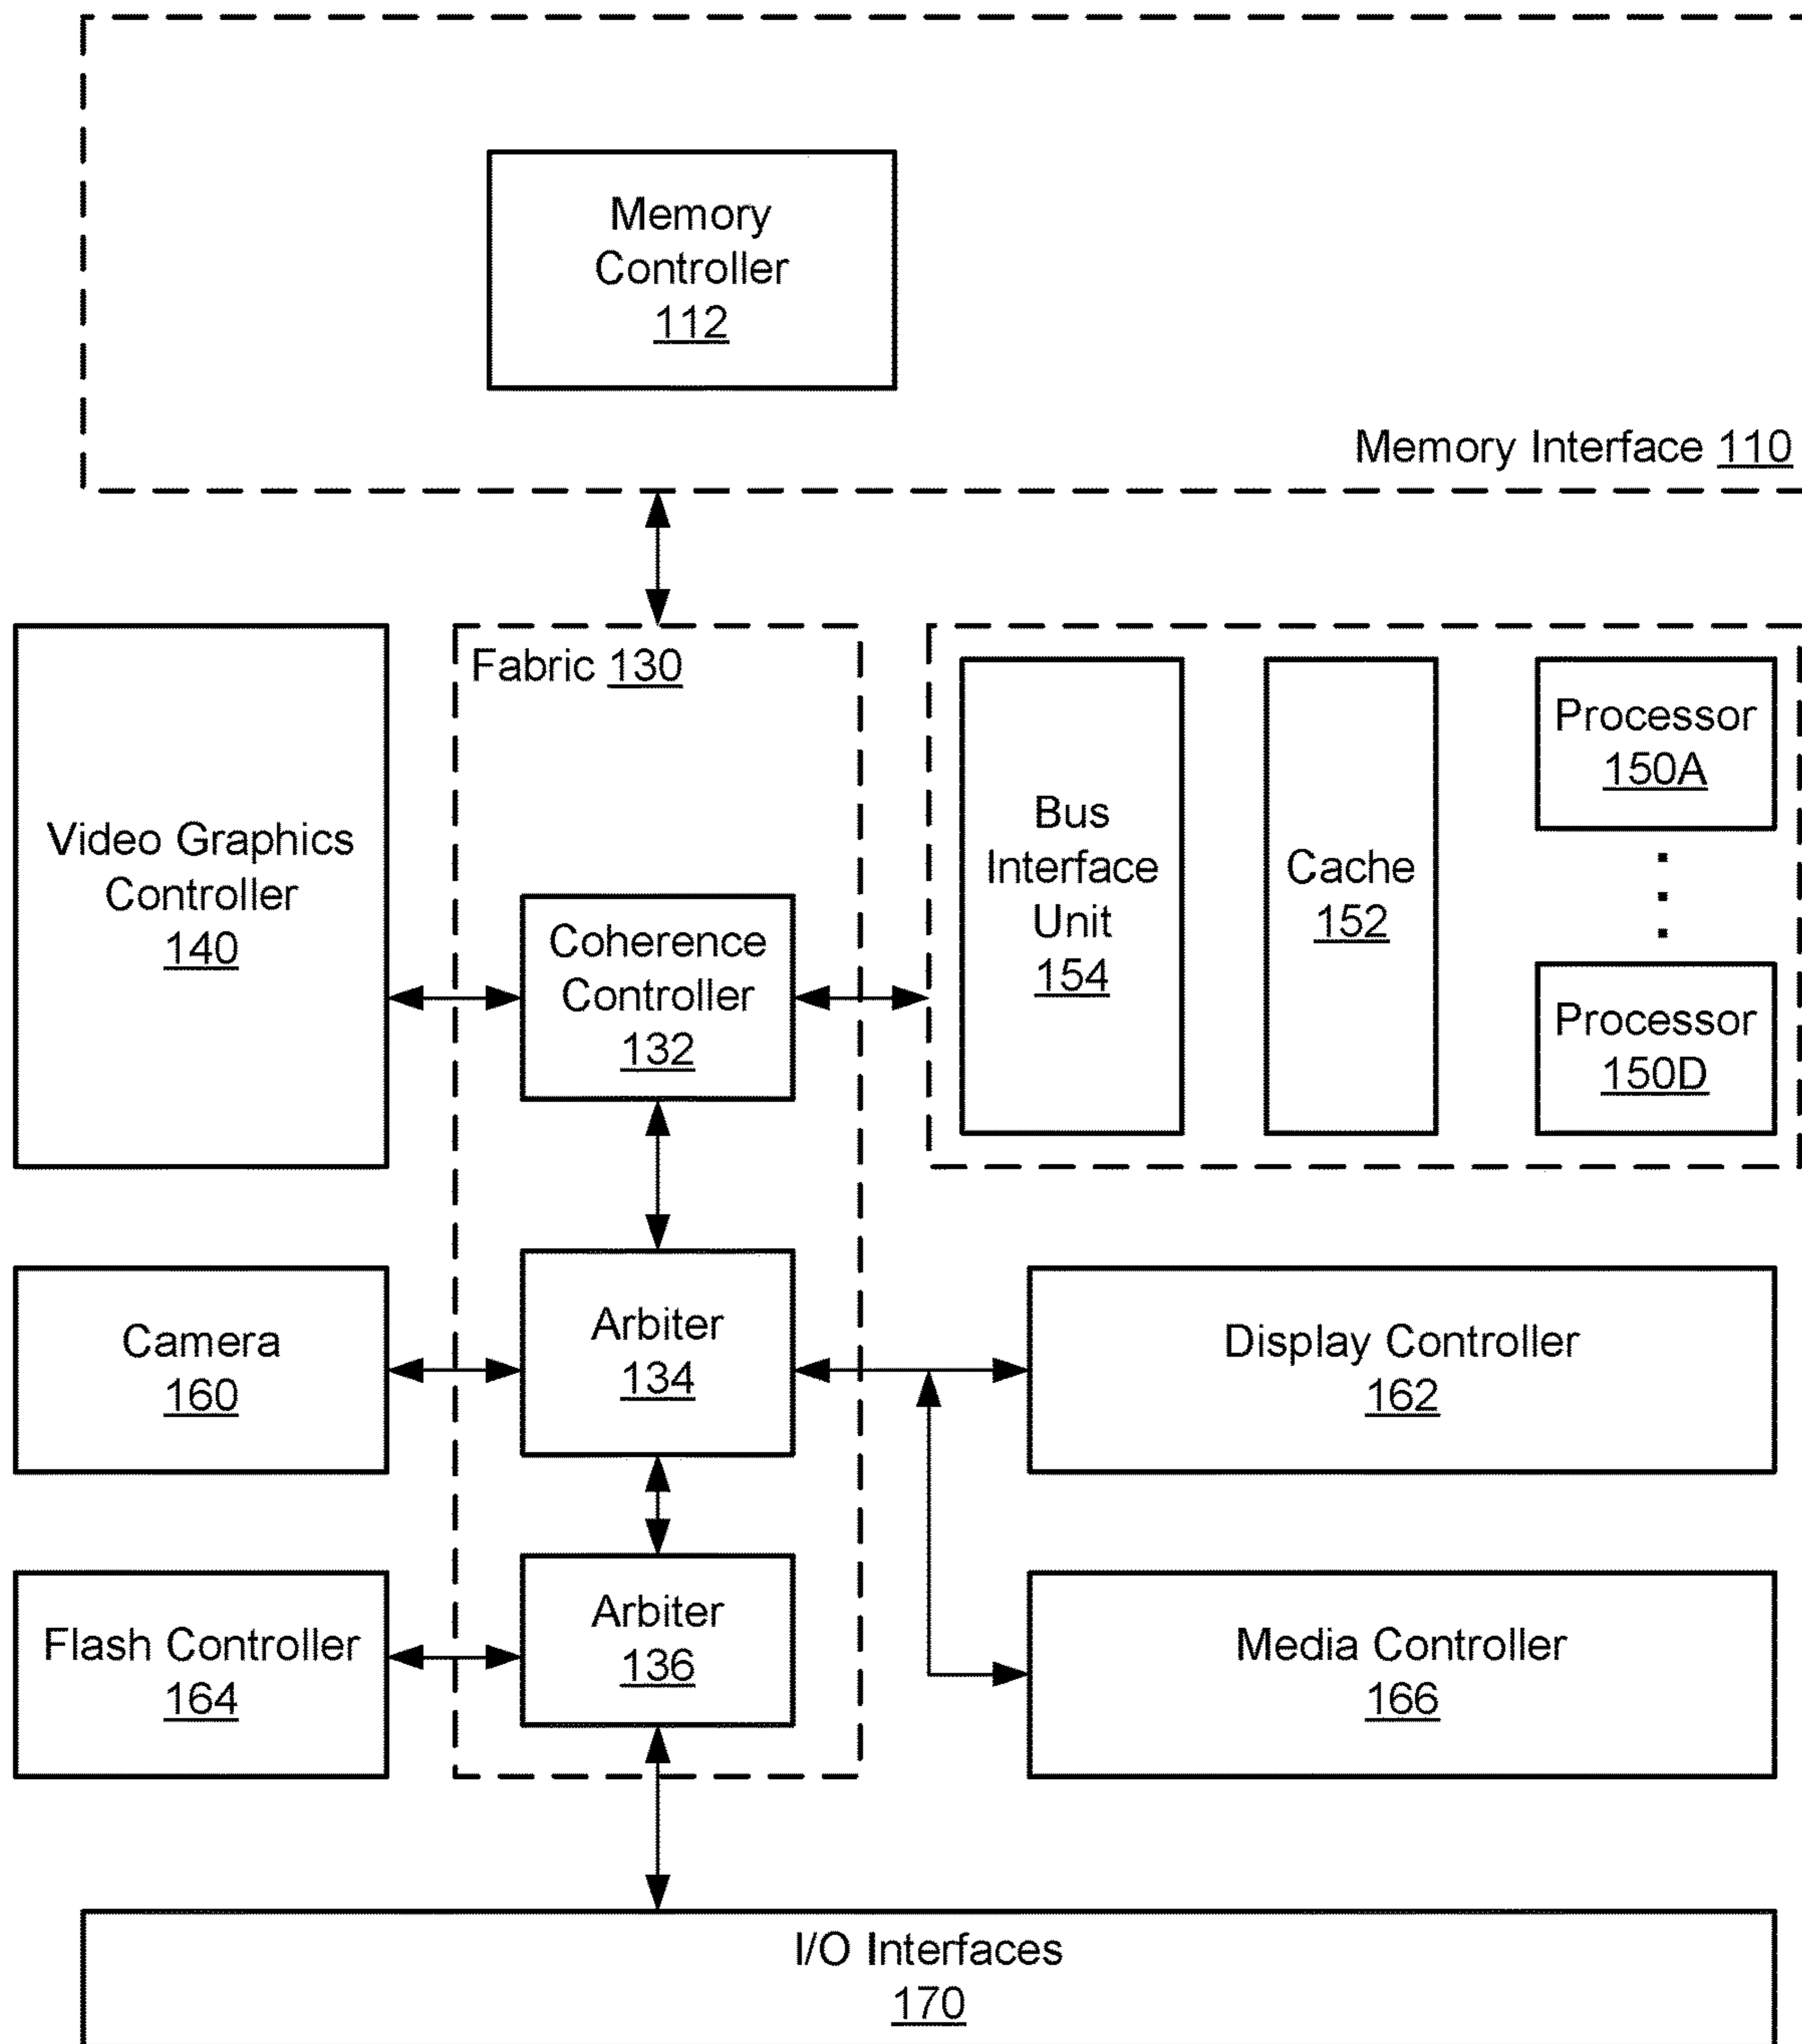 Memory
Controller
112
Memory Interface 110
Fabric 130
Video Graphics
Controller
140
Coherence
Controller
132
Bus
Interface
Unit
154
Cache
152
Processor
150A
Processor
150D
Camera
160
Arbiter
134
Display Controller
162
Flash Controller
164
Arbiter
136
Media Controller
166
I/O Interfaces
170